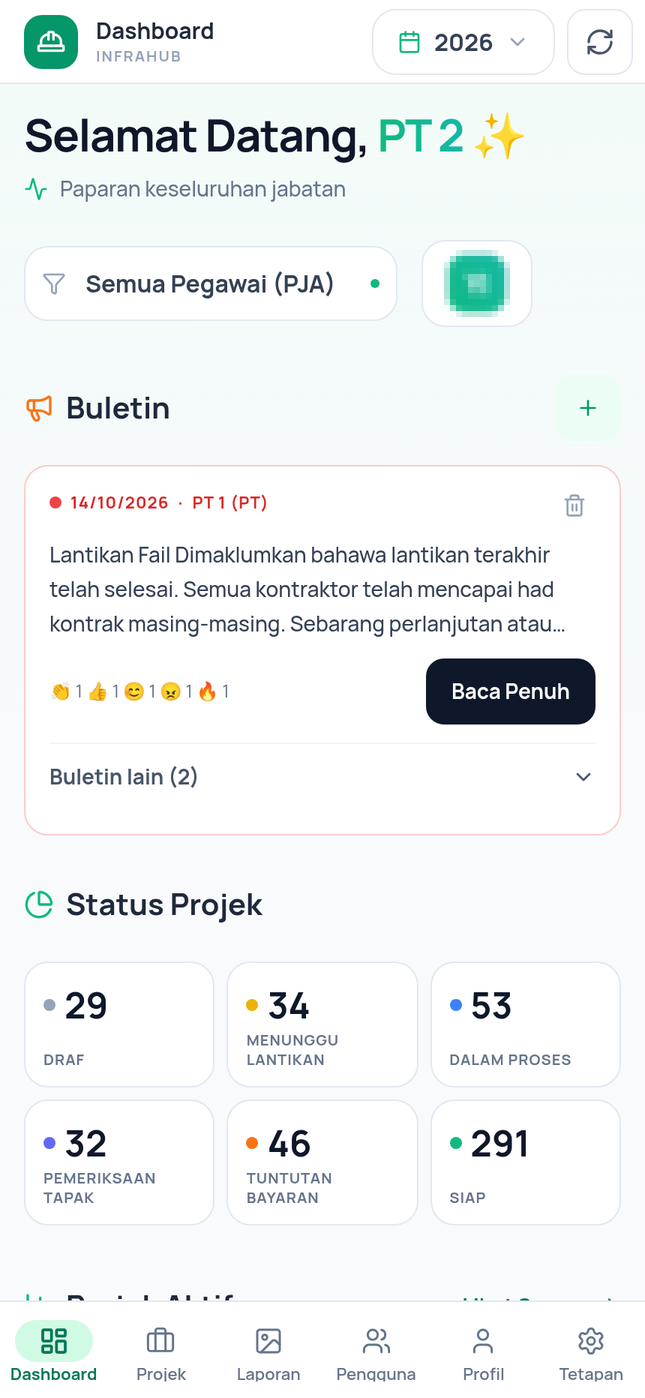 Dashboard
INFRAHUB
2026
Selamat Datang, PT 2 ✨
Paparan keseluruhan jabatan
Semua Pegawai (PJA)
Buletin
14/10/2026 · PT 1 (PT)
Lantikan Fail Dimaklumkan bahawa lantikan terakhir
telah selesai. Semua kontraktor telah mencapai had
kontrak masing-masing. Sebarang perlanjutan atau...
👏 1 👍 1 😊 1 😠 1 🔥 1
Baca Penuh
Buletin lain (2)
Status Projek
29
DRAF
34
MENUNGGU
LANTIKAN
53
DALAM PROSES
32
PEMERIKSAAN
TAPAK
46
TUNTUTAN
BAYARAN
291
SIAP
Dashboard
Projek
Laporan
Pengguna
Profil
Tetapan